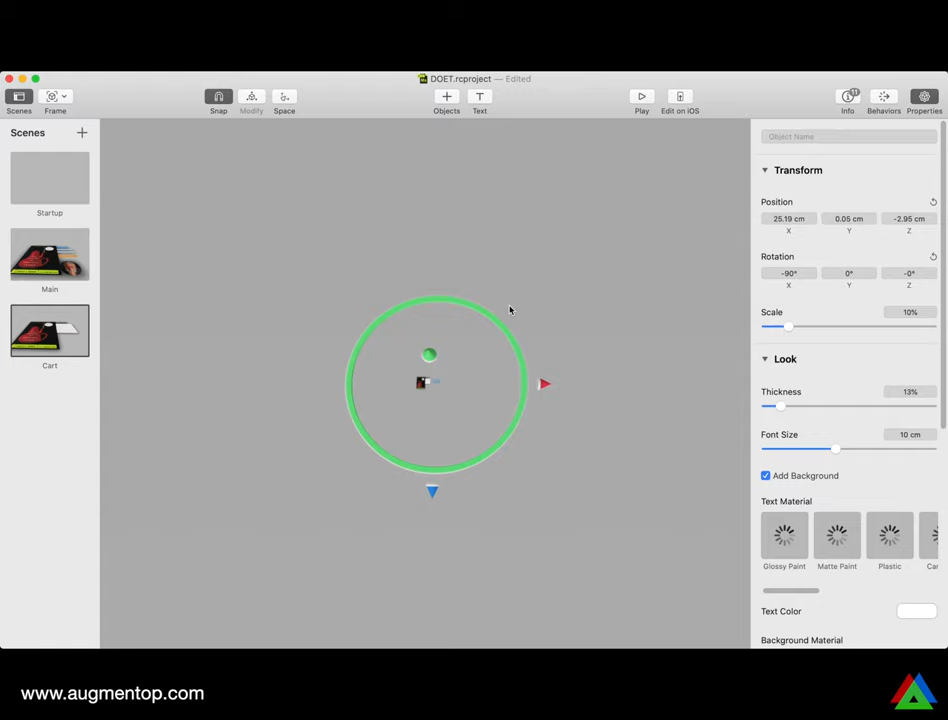 DOET.rcproject — Edited
Scenes
Frame
Snap
Modify
Space
Objects
Text
Play
Edit on iOS
11
Info
Behaviors
Properties
Scenes
Startup
Main
Cart
Object Name
Transform
Position
25.19 cm
0.05 cm
-2.95 cm
X
Y
Z
Rotation
-90°
0°
-0°
X
Y
Z
Scale
10%
Look
Thickness
13%
Font Size
10 cm
Add Background
Text Material
Glossy Paint
Matte Paint
Plastic
Text Color
Background Material
www.augmentop.com